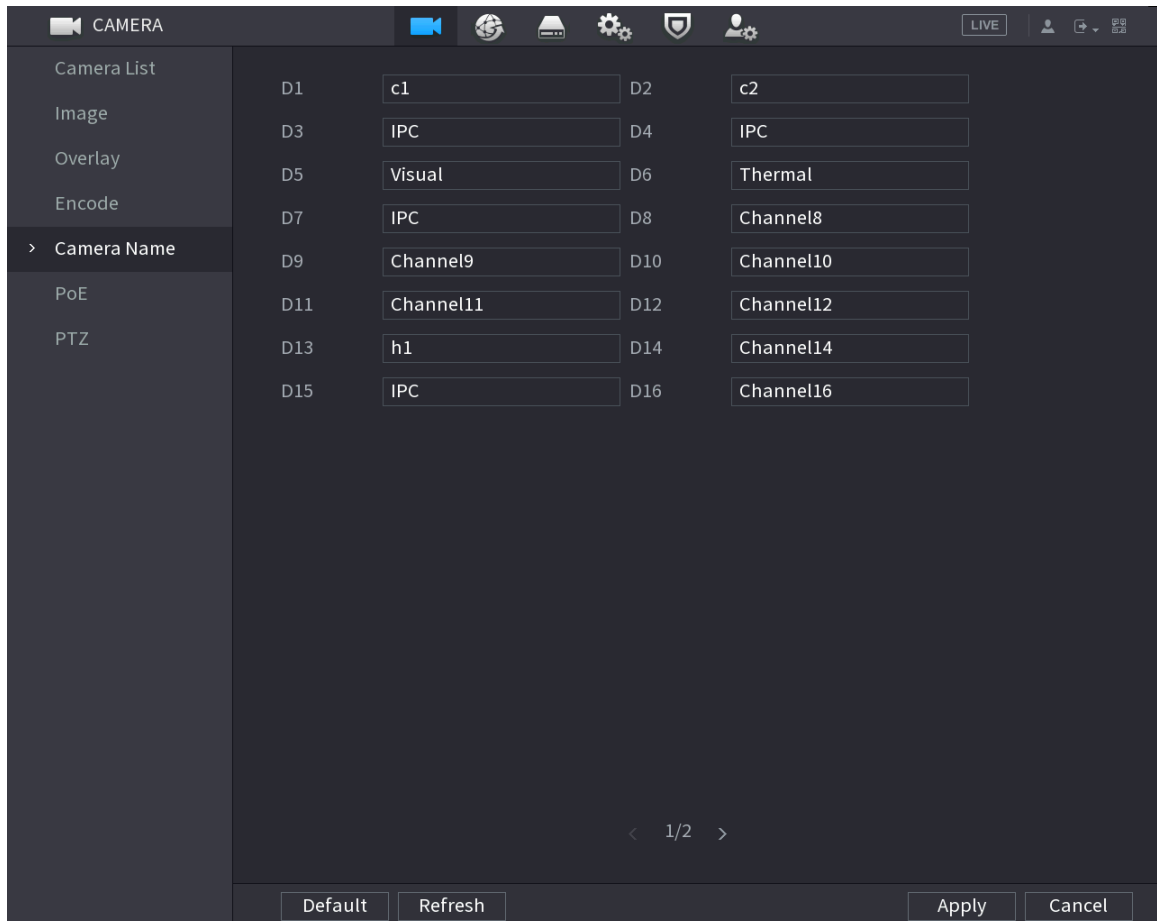 CAMERA LIVE
Camera List
Image
Overlay
Encode
> Camera Name
PoE
PTZ
D1 c1 D2 c2
D3 IPC D4 IPC
D5 Visual D6 Thermal
D7 IPC D8 Channel8
D9 Channel9 D10 Channel10
D11 Channel11 D12 Channel12
D13 h1 D14 Channel14
D15 IPC D16 Channel16
< 1/2 >
Default Refresh Apply Cancel